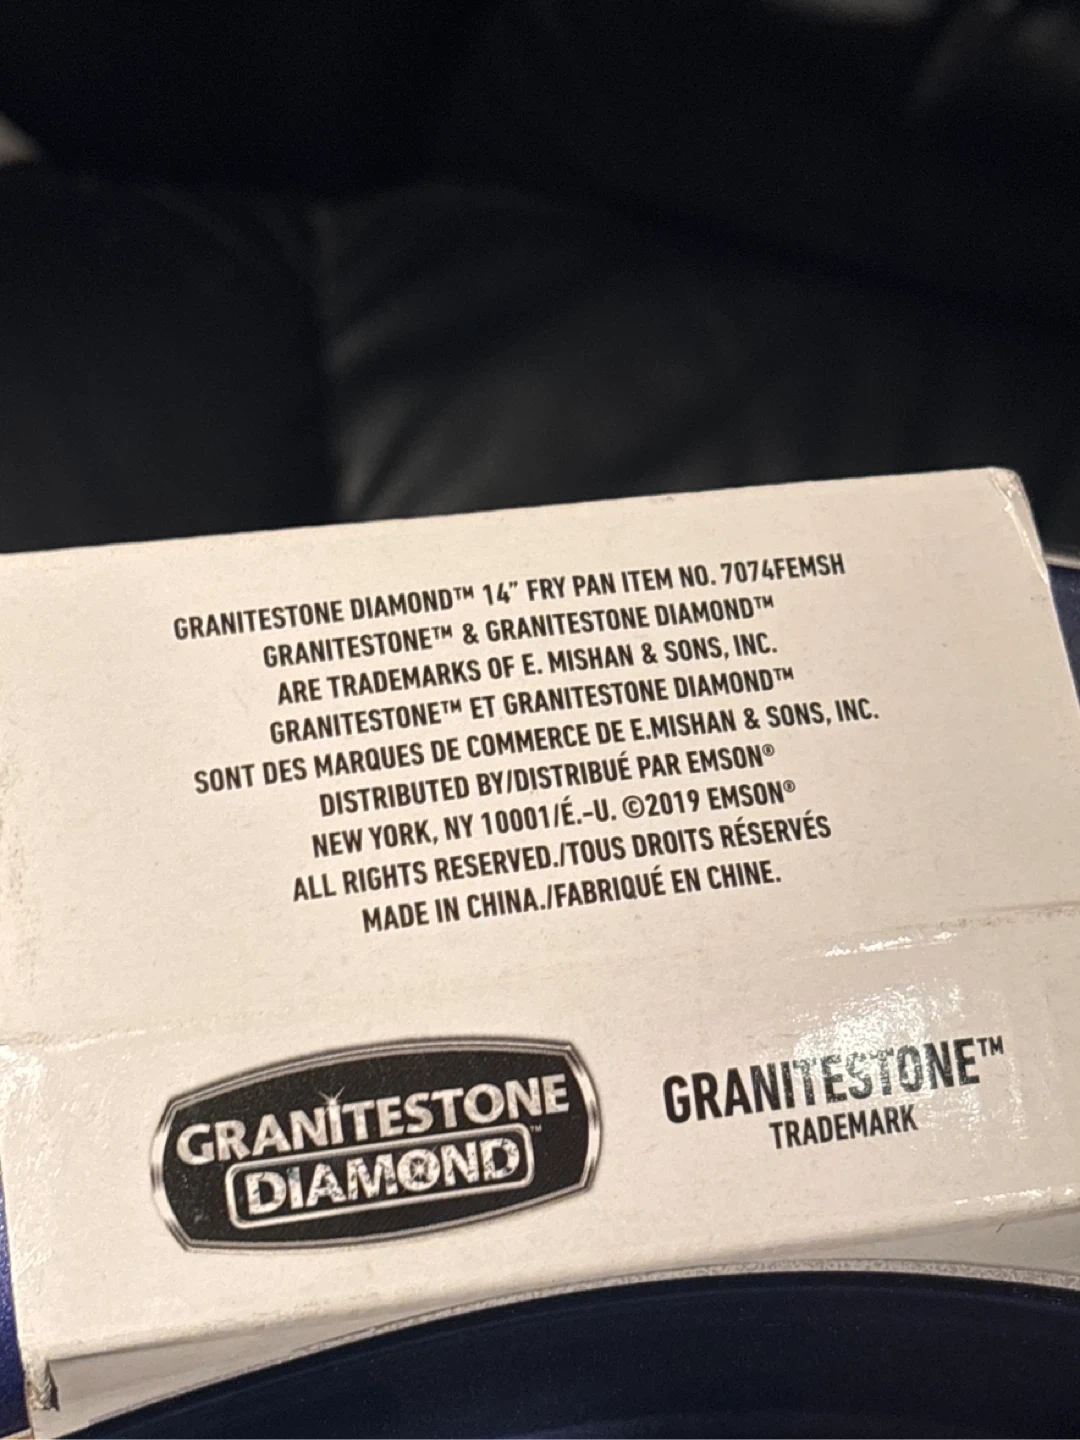 GRANITESTONE DIAMOND™ 14” FRY PAN ITEM NO. 7074FEMSH
GRANITESTONE™ & GRANITESTONE DIAMOND™
ARE TRADEMARKS OF E. MISHAN & SONS, INC.
GRANITESTONE™ ET GRANITESTONE DIAMOND™
SONT DES MARQUES DE COMMERCE DE E.MISHAN & SONS, INC.
DISTRIBUTED BY/DISTRIBUÉ PAR EMSON®
NEW YORK, NY 10001/É.-U. ©2019 EMSON®
ALL RIGHTS RESERVED./TOUS DROITS RÉSERVÉS
MADE IN CHINA./FABRIQUÉ EN CHINE.
GRANITESTONE
DIAMOND™
GRANITESTONE™
TRADEMARK